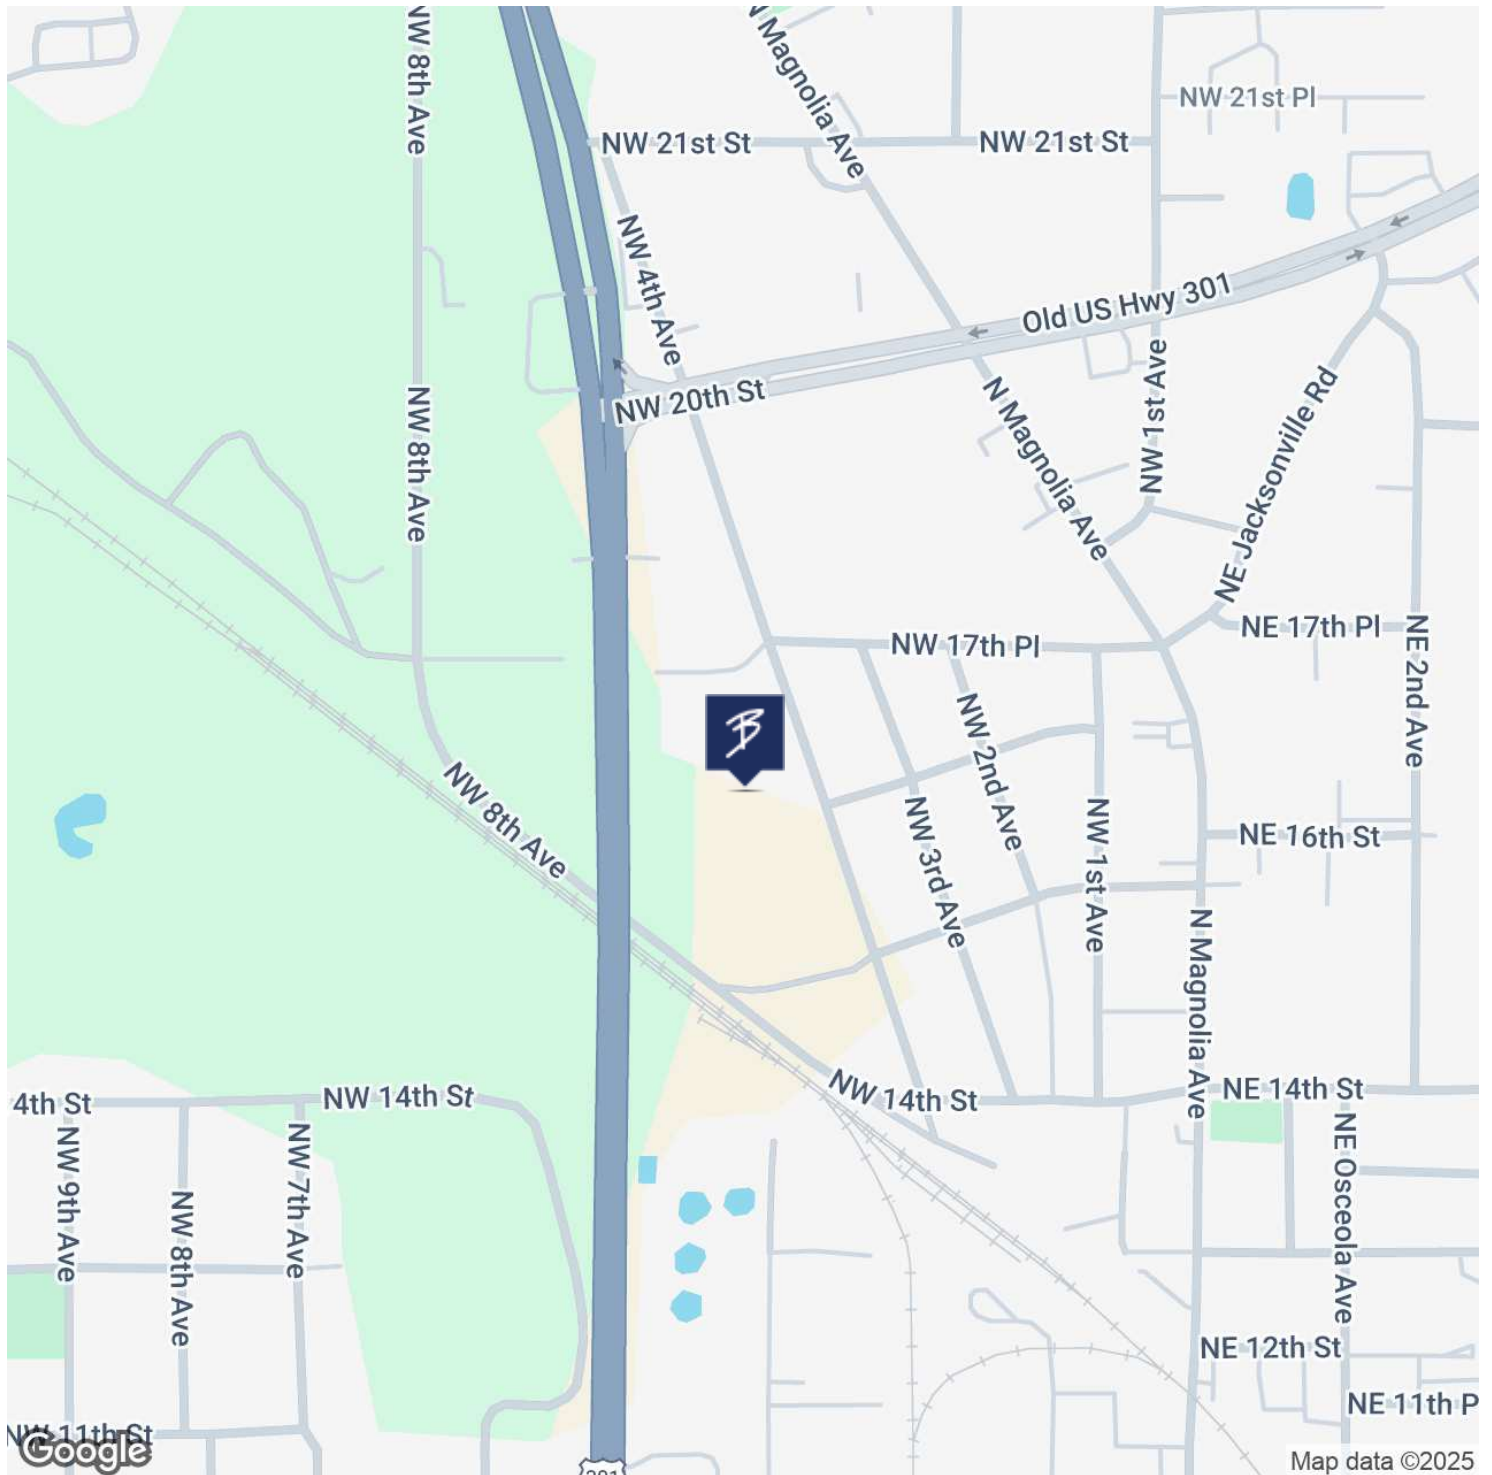 NW 8th Ave
N Magnolia Ave
NW 21st Pl
NW 21st St
NW 21st St
NW 4th Ave
Old US Hwy 301
NW 20th St
NW 1st Ave
NE Jacksonville Rd
NW 8th Ave
N Magnolia Ave
NW 17th Pl
NE 17th Pl
NE 2nd Ave
B
NW 2nd Ave
NW 8th Ave
NW 3rd Ave
NW 1st Ave
NE 16th St
N Magnolia Ave
4th St
NW 14th St
NW 14th St
NE 14th St
NW 9th Ave
NW 8th Ave
NW 7th Ave
NE Osceola Ave
NE 12th St
NE 11th P
NW 11th St
Google
301
Map data ©2025